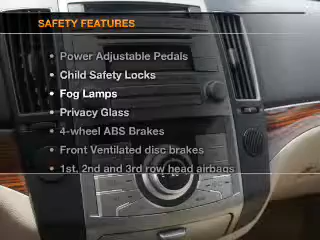 SAFETY FEATURES
• Power Adjustable Pedals
• Child Safety Locks
• Fog Lamps
• Privacy Glass
• 4-wheel ABS Brakes
• Front Ventilated disc brakes
• 1st, 2nd and 3rd row head airbags